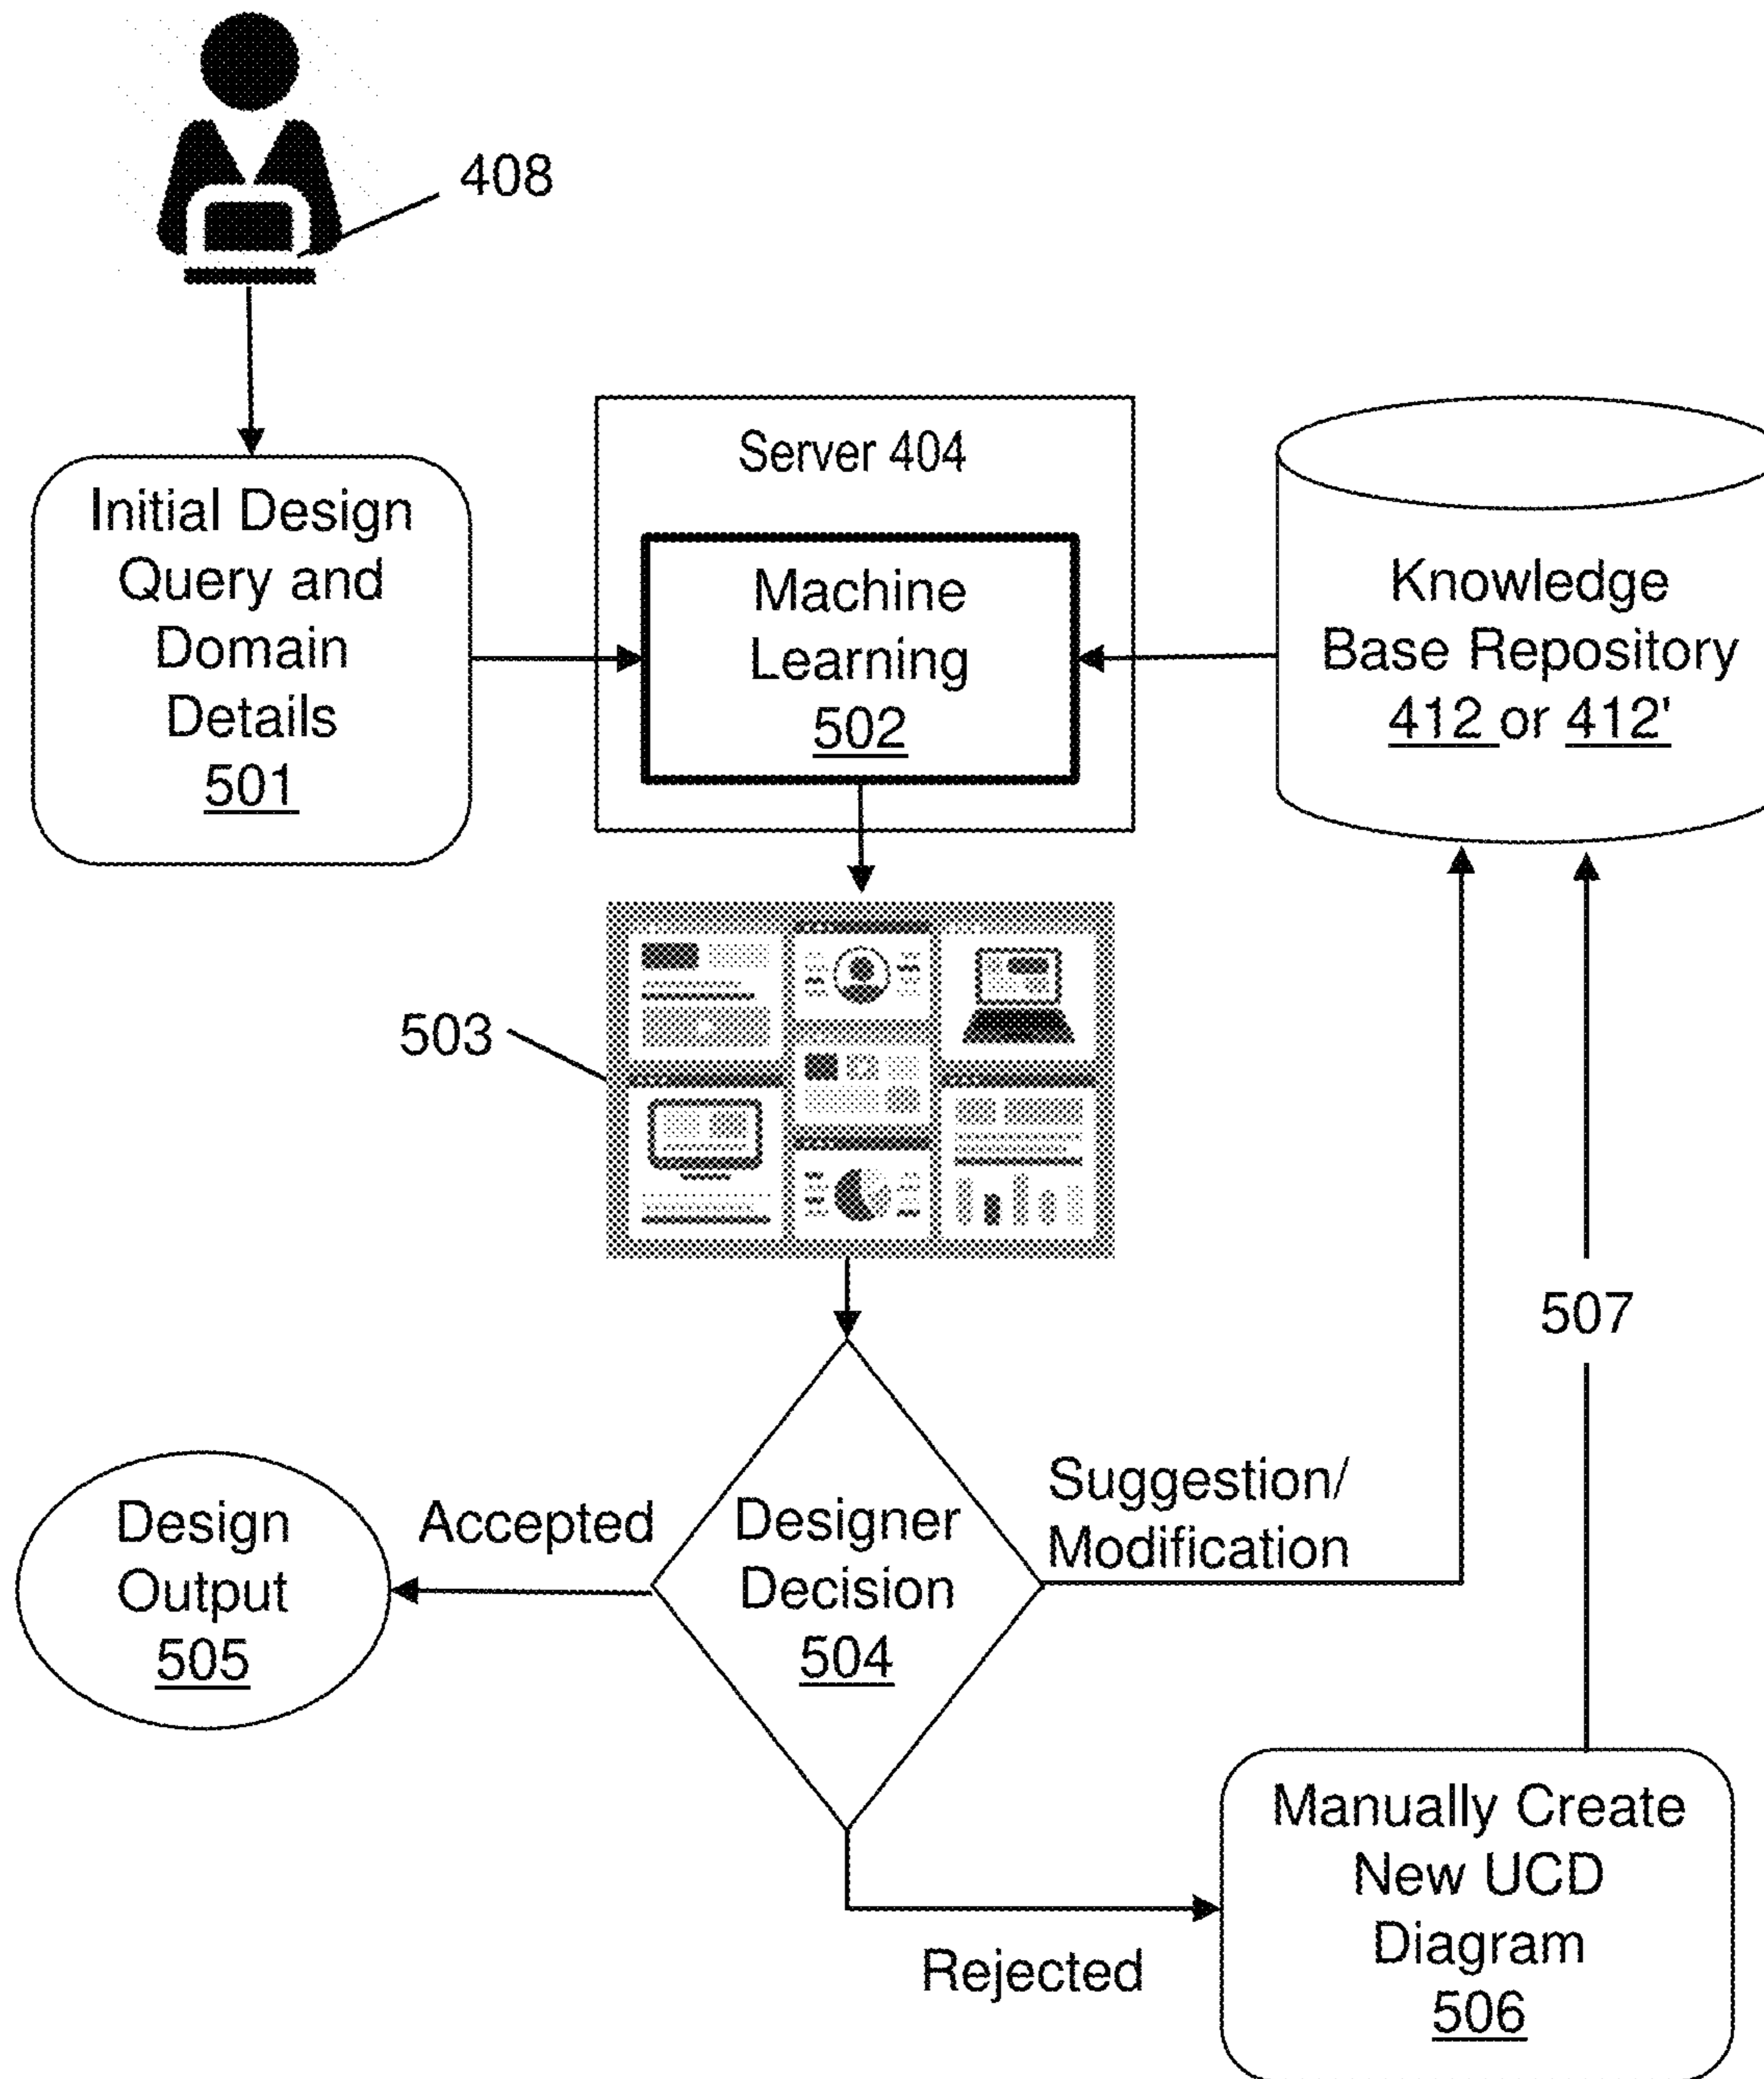 408
Initial Design
Query and
Domain
Details
501
Server 404
Machine
Learning
502
Knowledge
Base Repository
412 or 412'
503
507
Designer
Decision
504
Accepted
Design
Output
505
Suggestion/
Modification
Rejected
Manually Create
New UCD
Diagram
506